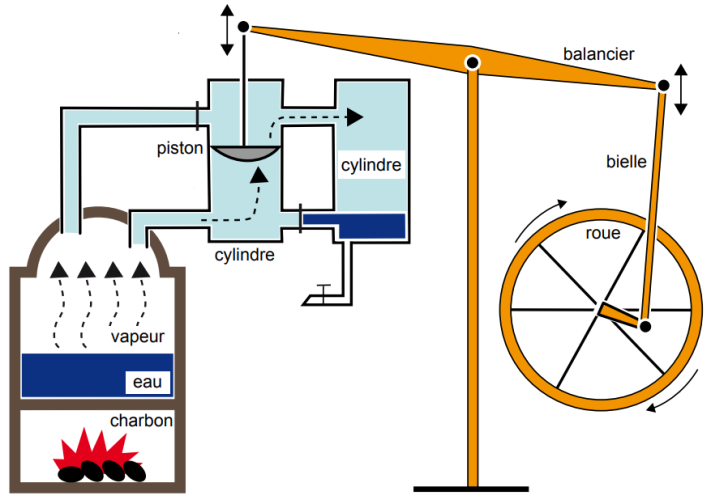 balancier
piston
cylindre
bielle
cylindre
roue
vapeur
eau
charbon